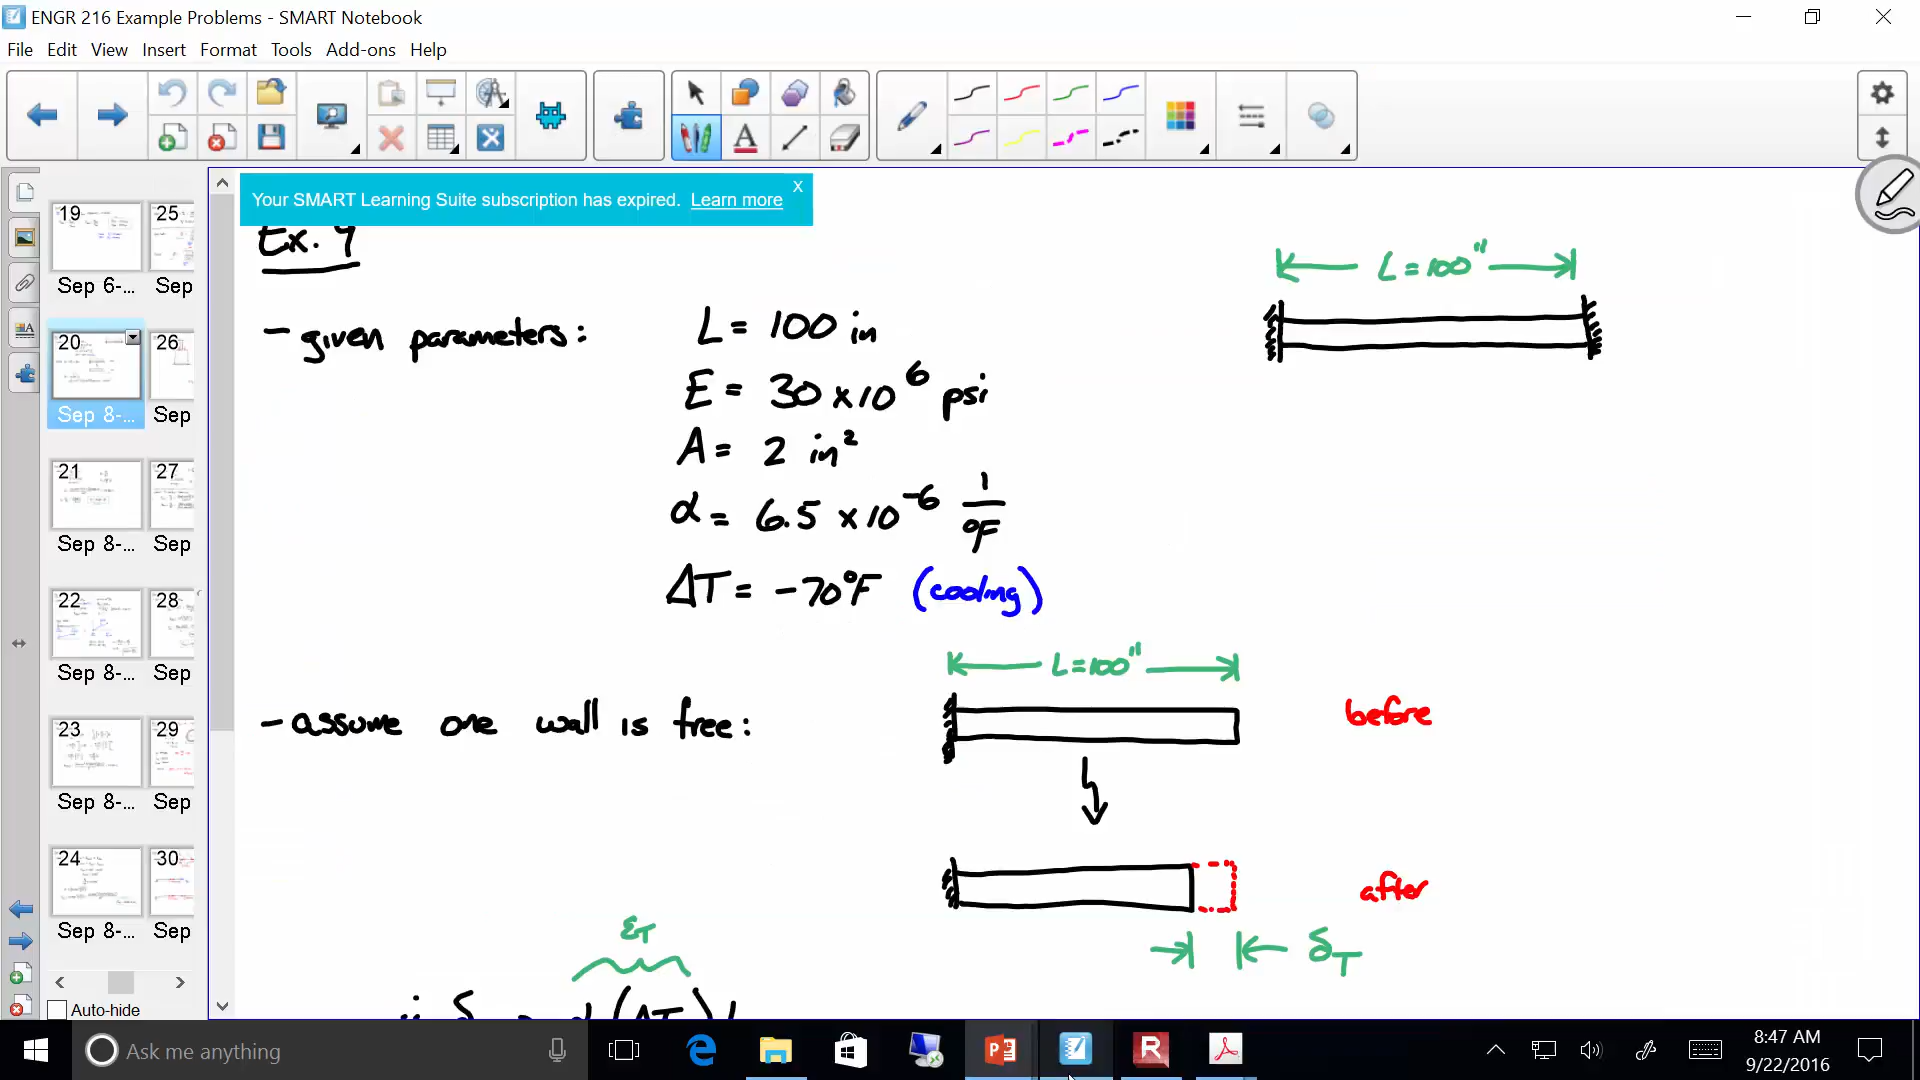 ENGR 216 Example Problems - SMART Notebook
File Edit View Insert Format Tools Add-ons Help
Your SMART Learning Suite subscription has expired. Learn more X
Ex. 4
L = 100"
- given parameters: L = 100 in
E = 30 x 10^6 psi
A = 2 in²
α = 6.5 x 10^-6 1/°F
ΔT = -70°F (cooling)
L = 100"
- assume one wall is free:
before
after
δT
εT
∴ δ = α (ΔT) L
19 25
Sep 6-... Sep
20 26
Sep 8-... Sep
21 27
Sep 8-... Sep
22 28
Sep 8-... Sep
23 29
Sep 8-... Sep
24 30
Sep 8-... Sep
Auto-hide
Ask me anything
8:47 AM
9/22/2016